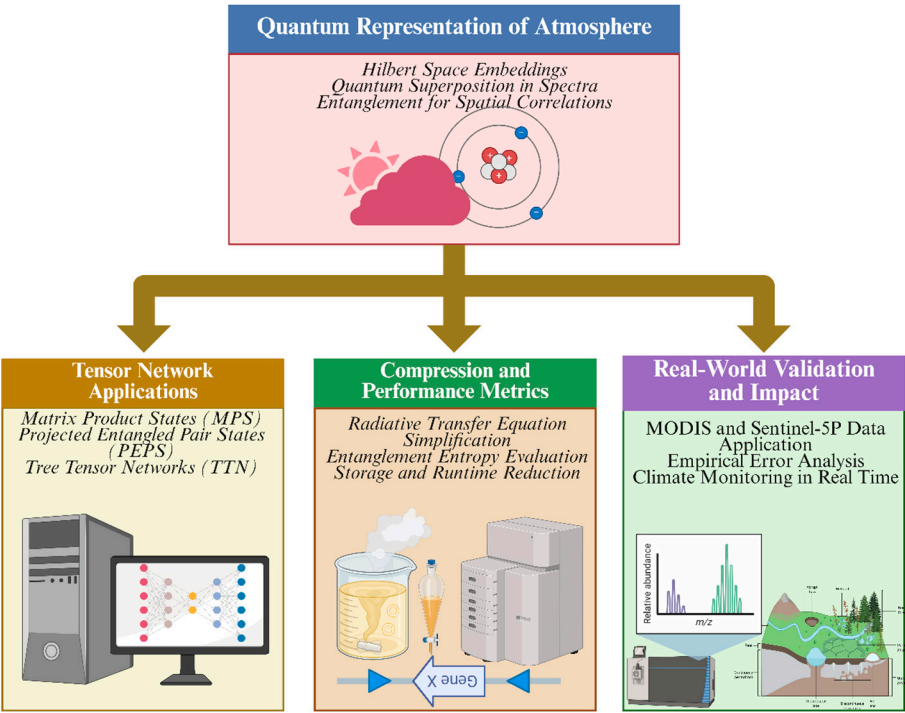 Quantum Representation of Atmosphere
Hilbert Space Embeddings
Quantum Superposition in Spectra
Entanglement for Spatial Correlations
Tensor Network
Applications
Matrix Product States (MPS)
Projected Entangled Pair States
(PEPS)
Tree Tensor Networks (TTN)
Compression and
Performance Metrics
Radiative Transfer Equation
Simplification
Entanglement Entropy Evaluation
Storage and Runtime Reduction
Gene X
Real-World Validation
and Impact
MODIS and Sentinel-5P Data
Application
Empirical Error Analysis
Climate Monitoring in Real Time
Relative abundance
m/z